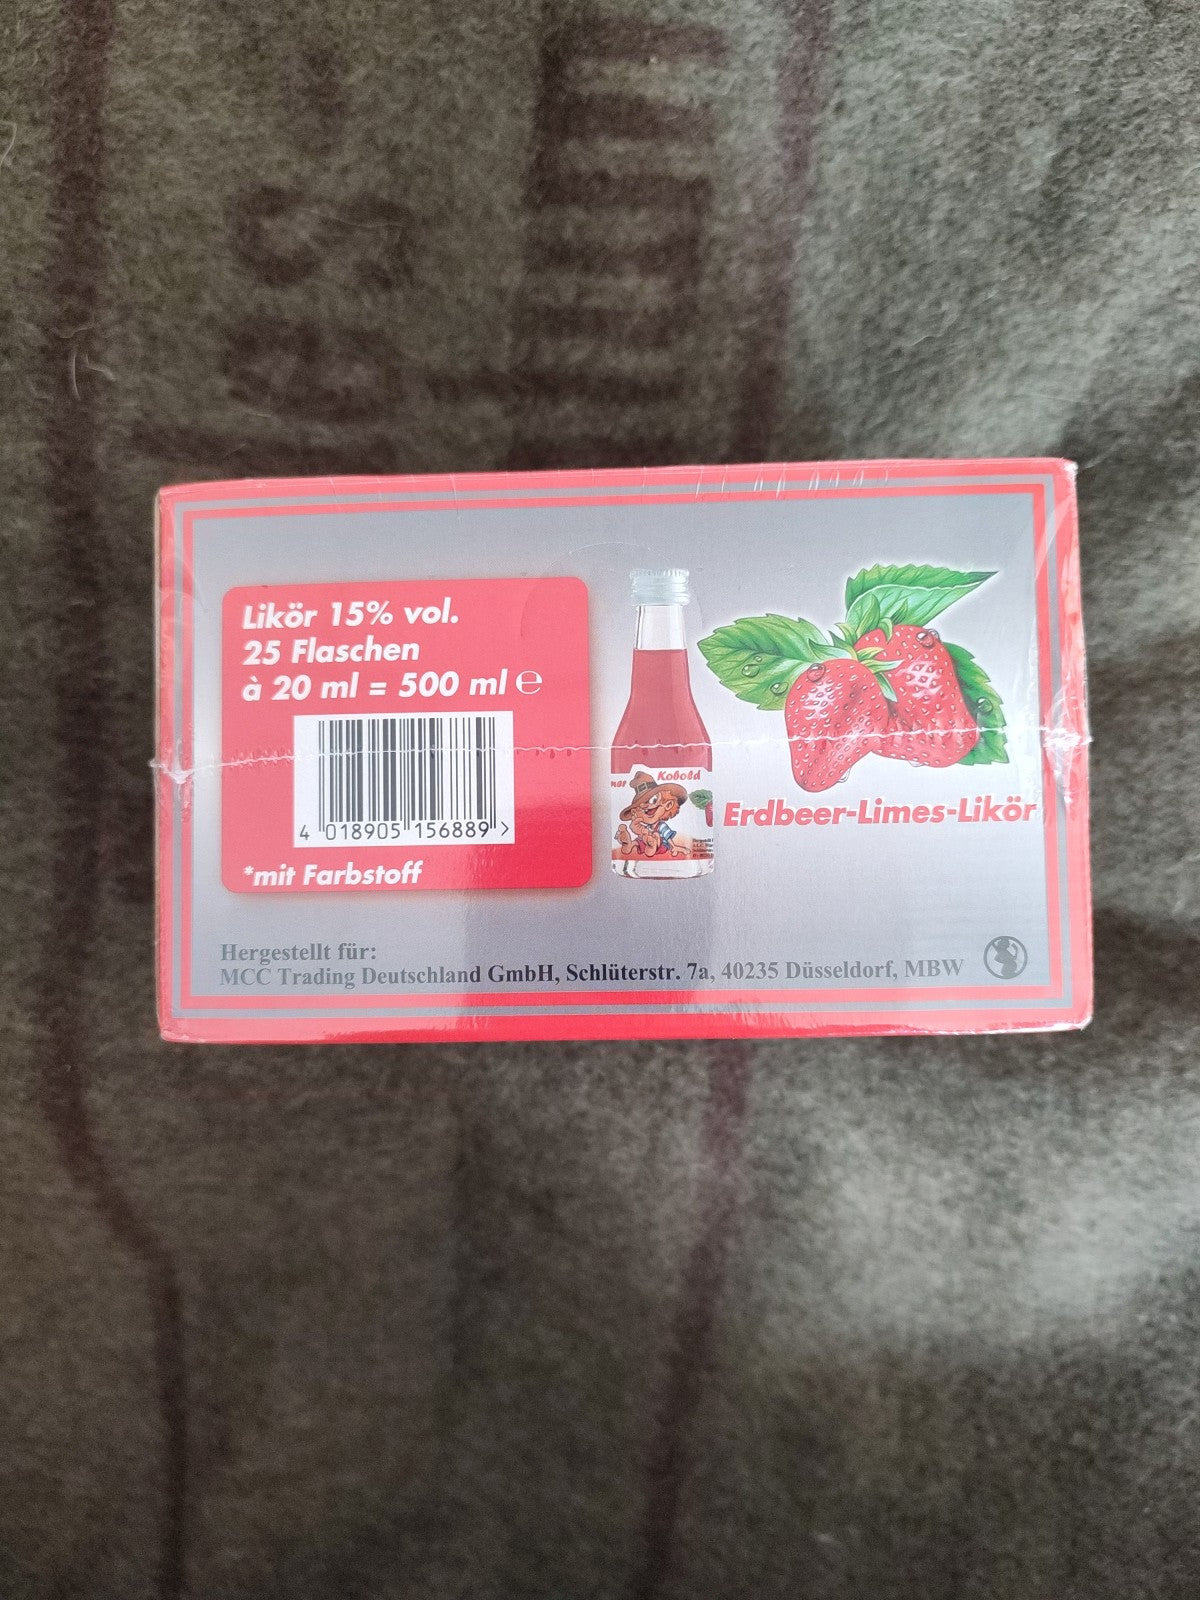 Likör 15% vol.
25 Flaschen
à 20 ml = 500 ml ℮
4 018905 156889 >
*mit Farbstoff
Kobold
Erdbeer-Limes-Likör
Hergestellt für:
MCC Trading Deutschland GmbH, Schlüterstr. 7a, 40235 Düsseldorf, MBW